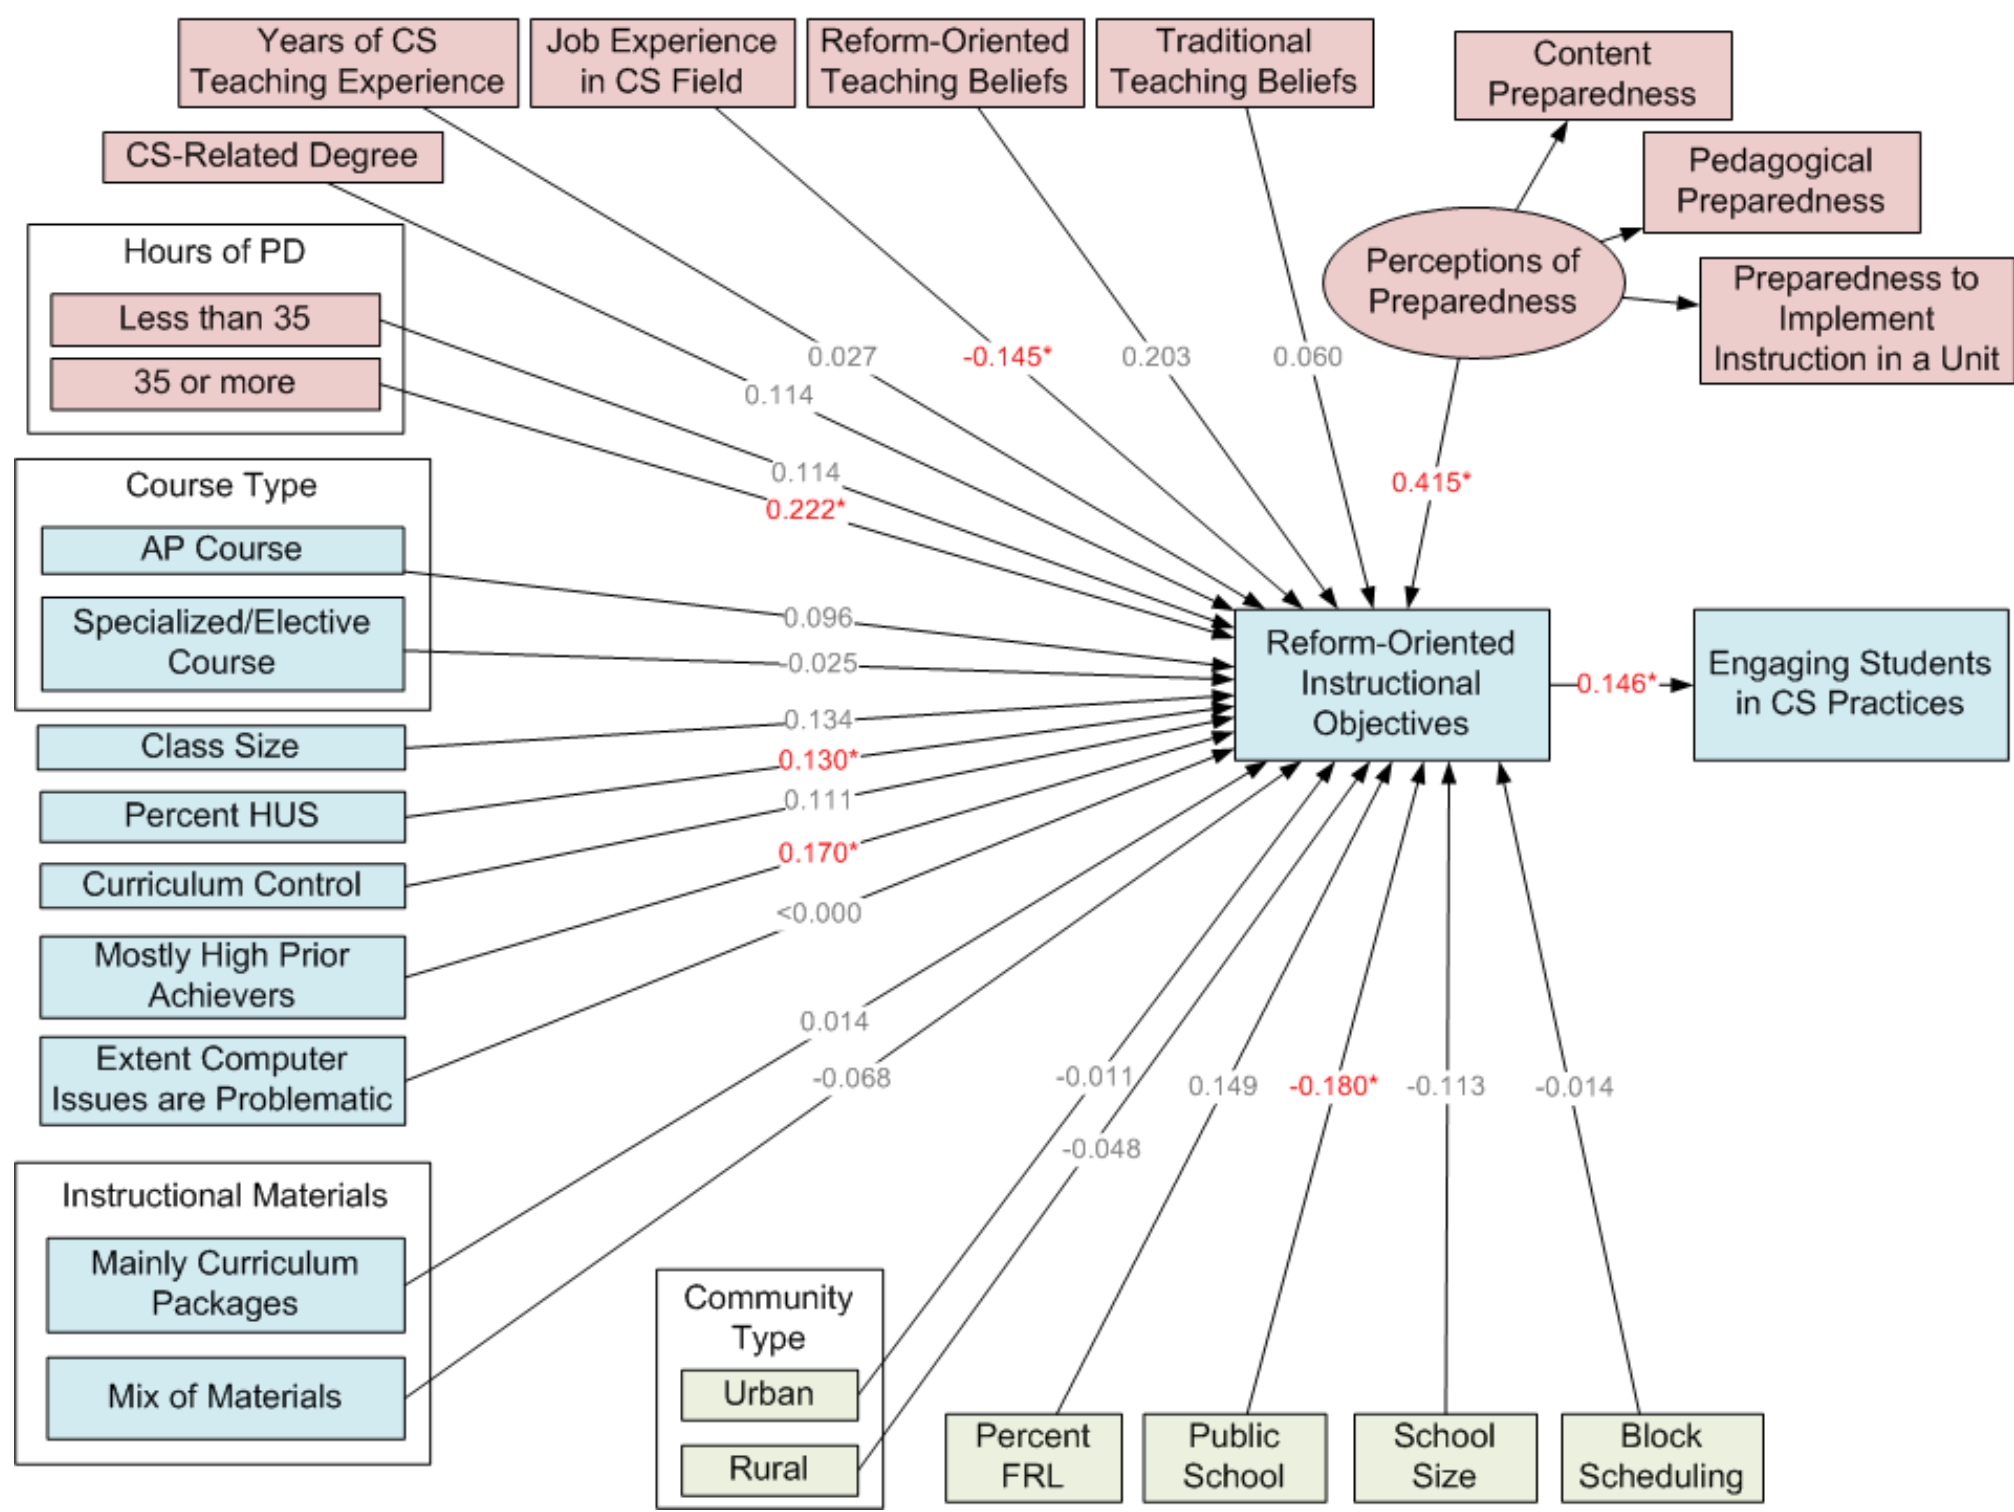 Years of CS
Teaching Experience
Job Experience
in CS Field
Reform-Oriented
Teaching Beliefs
Traditional
Teaching Beliefs
Content
Preparedness
CS-Related Degree
Pedagogical
Preparedness
Hours of PD
Less than 35
35 or more
Perceptions of
Preparedness
Preparedness to
Implement
Instruction in a Unit
0.027
-0.145*
0.203
0.060
0.114
0.114
0.222*
0.415*
Course Type
AP Course
Specialized/Elective
Course
0.096
-0.025
Class Size
0.134
Percent HUS
0.130*
Curriculum Control
0.111
Mostly High Prior
Achievers
0.170*
Extent Computer
Issues are Problematic
<0.000
Reform-Oriented
Instructional
Objectives
0.146*
Engaging Students
in CS Practices
0.014
-0.068
-0.011
-0.048
0.149
-0.180*
-0.113
-0.014
Instructional Materials
Mainly Curriculum
Packages
Mix of Materials
Community
Type
Urban
Rural
Percent
FRL
Public
School
School
Size
Block
Scheduling